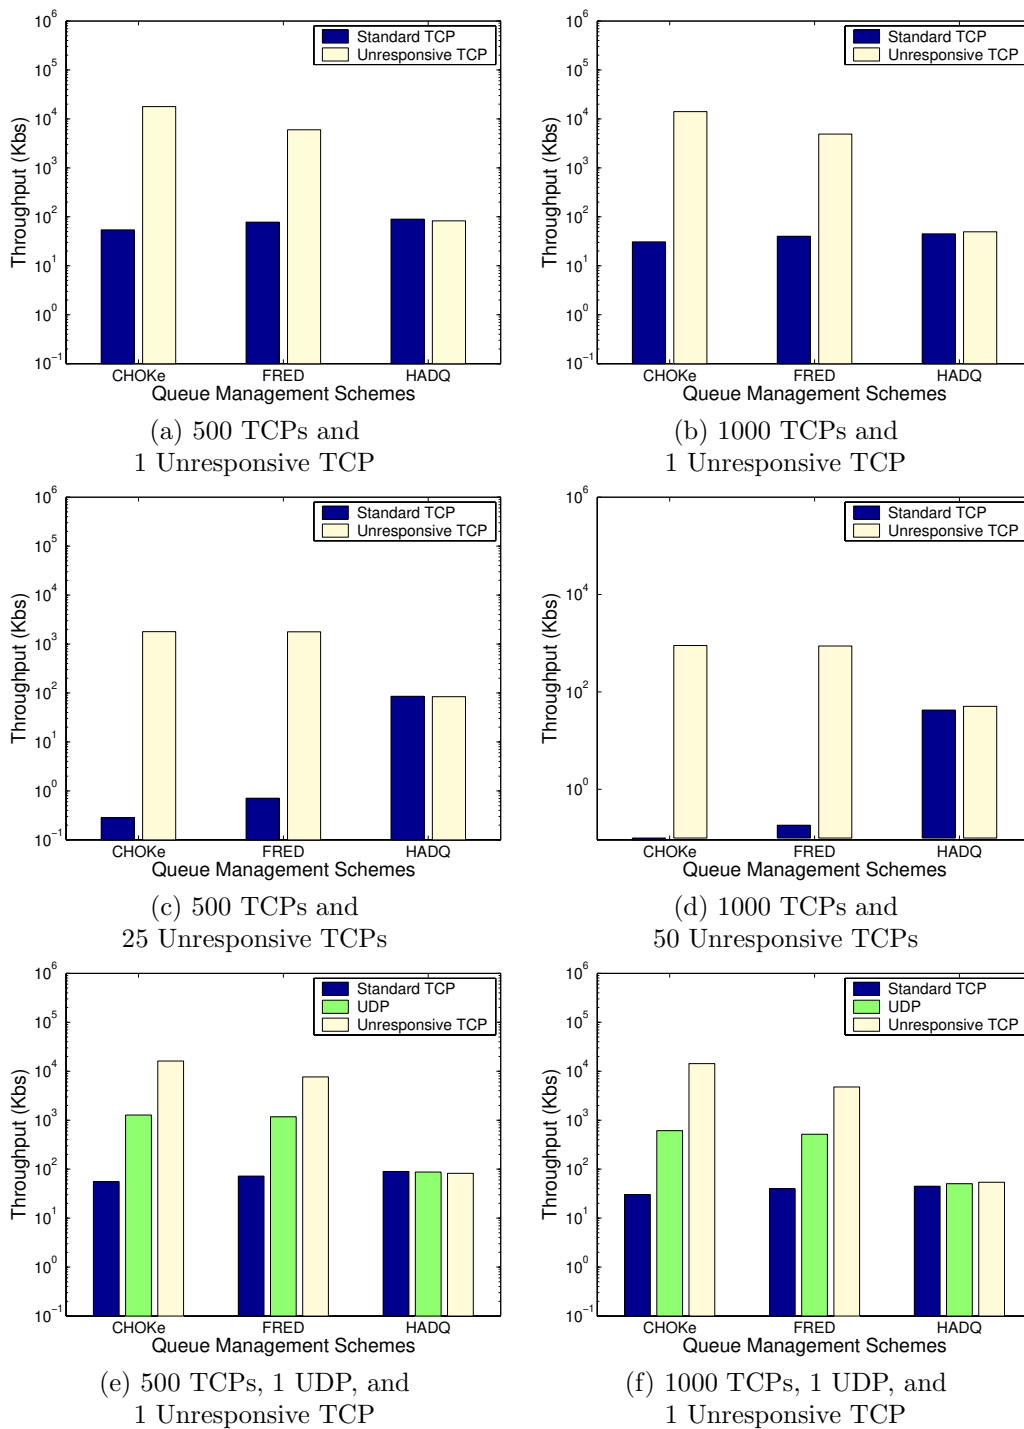 10^6
10^5
10^4
10^3
10^2
10^1
10^0
10^-1
Throughput (Kbs)
Standard TCP
Unresponsive TCP
CHOKe FRED HADQ
Queue Management Schemes
(a) 500 TCPs and
1 Unresponsive TCP
10^6
10^5
10^4
10^3
10^2
10^1
10^0
10^-1
Throughput (Kbs)
Standard TCP
Unresponsive TCP
CHOKe FRED HADQ
Queue Management Schemes
(b) 1000 TCPs and
1 Unresponsive TCP
10^6
10^5
10^4
10^3
10^2
10^1
10^0
10^-1
Throughput (Kbs)
Standard TCP
Unresponsive TCP
CHOKe FRED HADQ
Queue Management Schemes
(c) 500 TCPs and
25 Unresponsive TCPs
10^6
10^4
10^2
10^0
Throughput (Kbs)
Standard TCP
Unresponsive TCP
CHOKe FRED HADQ
Queue Management Schemes
(d) 1000 TCPs and
50 Unresponsive TCPs
10^6
10^5
10^4
10^3
10^2
10^1
10^0
10^-1
Throughput (Kbs)
Standard TCP
UDP
Unresponsive TCP
CHOKe FRED HADQ
Queue Management Schemes
(e) 500 TCPs, 1 UDP, and
1 Unresponsive TCP
10^6
10^5
10^4
10^3
10^2
10^1
10^0
10^-1
Throughput (Kbs)
Standard TCP
UDP
Unresponsive TCP
CHOKe FRED HADQ
Queue Management Schemes
(f) 1000 TCPs, 1 UDP, and
1 Unresponsive TCP